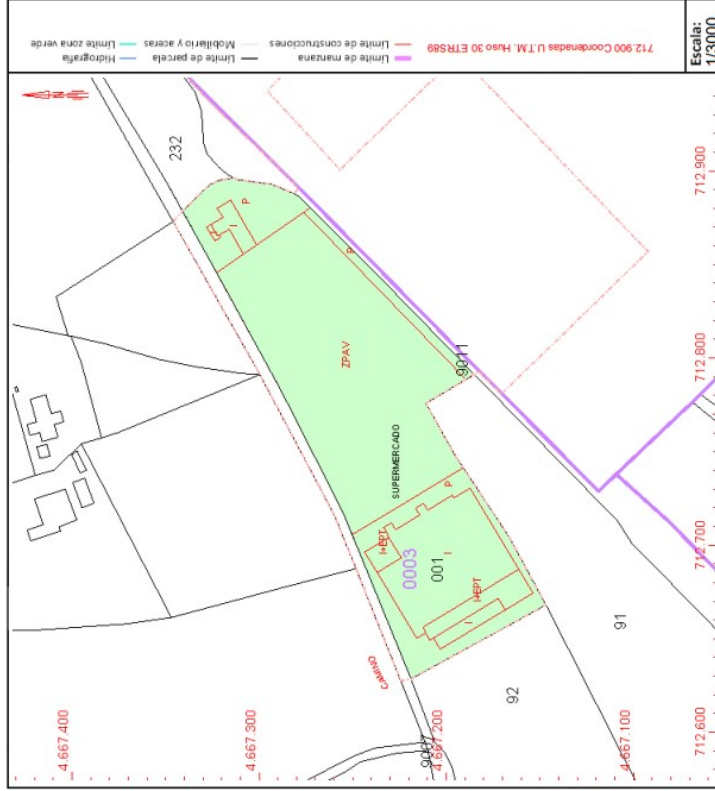 712.900 Coordenadas U.T.M. Huso 30 ETRS89
Límite de manzana
Límite de construcciones
Límite de parcela
Mobiliario y aceras
Hidrografía
Límite zona verde
Escala:
1/3000
N
232
P
I
P
ZPAV
9011
SUPERMERCADO
P
I+EPT
0003
001
I
I+EPT
I
CAMINO
9007
92
91
4.667.400
4.667.300
4.667.200
4.667.100
712.600
712.700
712.800
712.900